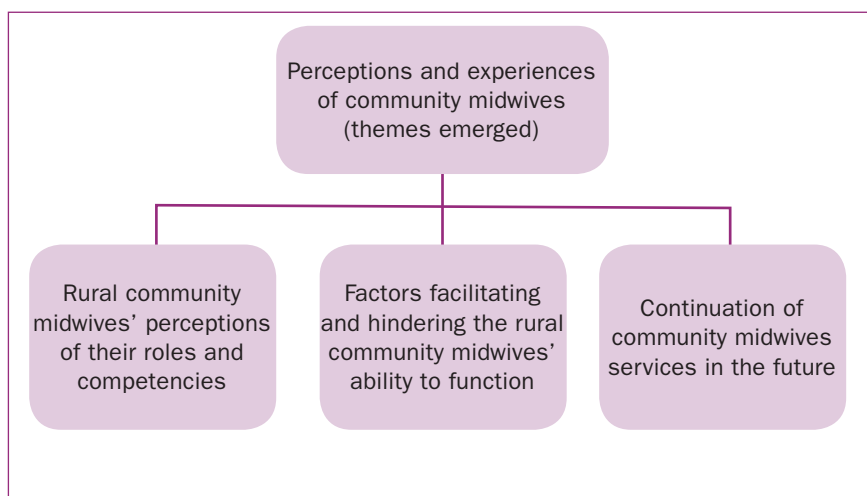 Perceptions and experiences
of community midwives
(themes emerged)
Rural community
midwives’ perceptions
of their roles and
competencies
Factors facilitating
and hindering the rural
community midwives’
ability to function
Continuation of
community midwives
services in the future